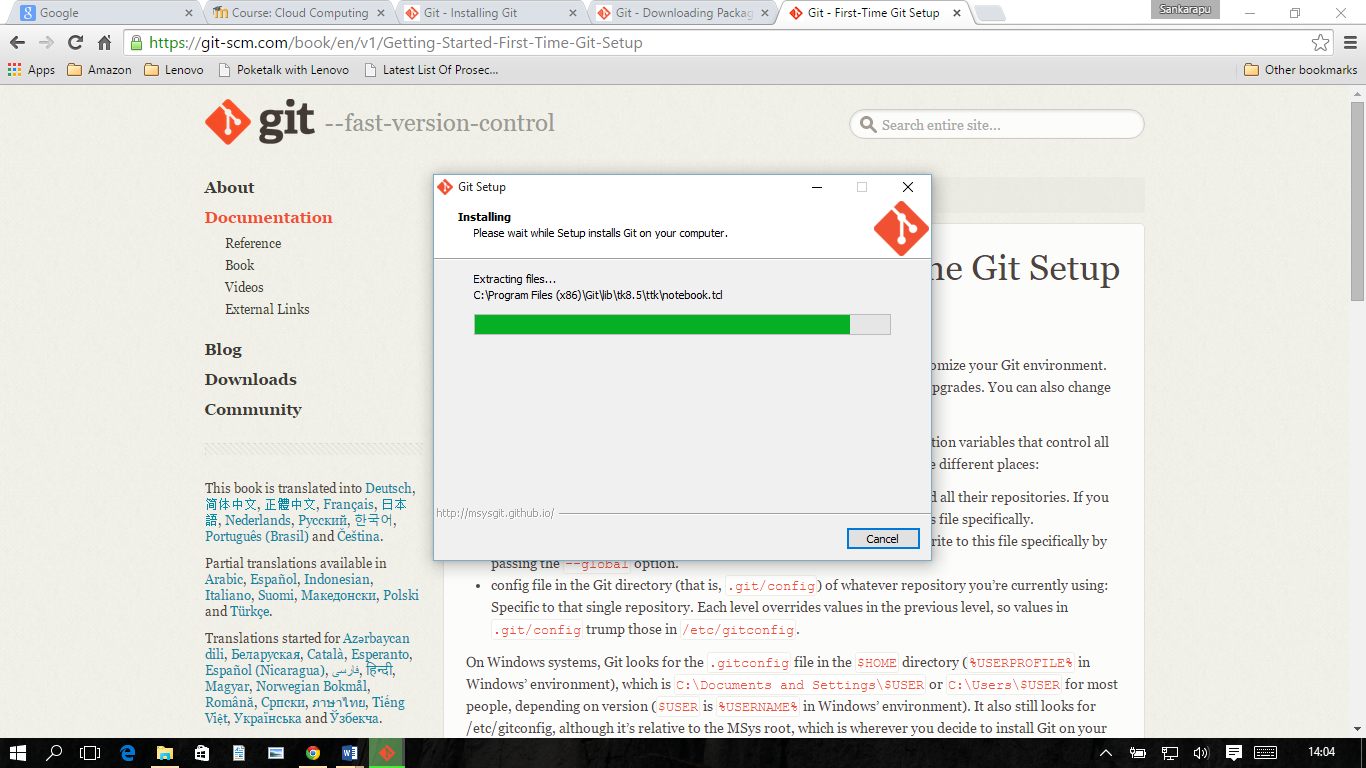 Google
Course: Cloud Computing
Git - Installing Git
Git - Downloading Packag
Git - First-Time Git Setup
Sankarapu
https://git-scm.com/book/en/v1/Getting-Started-First-Time-Git-Setup
Apps
Amazon
Lenovo
Poketalk with Lenovo
Latest List Of Prosec...
Other bookmarks
git --fast-version-control
Search entire site...
About
Documentation
Reference
Book
Videos
External Links
Blog
Downloads
Community
This book is translated into Deutsch,
简体中文, 正體中文, Français, 日本
語, Nederlands, Русский, 한국어,
Português (Brasil) and Čeština.
Partial translations available in
Arabic, Español, Indonesian,
Italiano, Suomi, Македонски, Polski
and Türkçe.
Translations started for Azərbaycan
dili, Беларуская, Català, Esperanto,
Español (Nicaragua), فارسی, हिन्दी,
Magyar, Norwegian Bokmål,
Română, Српски, ภาษาไทย, Tiếng
Việt, Українська and Ўзбекча.
Git Setup
Installing
Please wait while Setup installs Git on your computer.
Extracting files...
C:\Program Files (x86)\Git\lib\tk8.5\ttk\notebook.tcl
http://msysgit.github.io/
Cancel
me Git Setup
omize your Git environment.
pgrades. You can also change
tion variables that control all
e different places:
d all their repositories. If you
s file specifically.
rite to this file specifically by
passing the --global option.
• config file in the Git directory (that is, .git/config) of whatever repository you're currently using:
Specific to that single repository. Each level overrides values in the previous level, so values in
.git/config trump those in /etc/gitconfig.
On Windows systems, Git looks for the .gitconfig file in the $HOME directory (%USERPROFILE% in
Windows' environment), which is C:\Documents and Settings\$USER or C:\Users\$USER for most
people, depending on version ($USER is %USERNAME% in Windows' environment). It also still looks for
/etc/gitconfig, although it's relative to the MSys root, which is wherever you decide to install Git on your
14:04